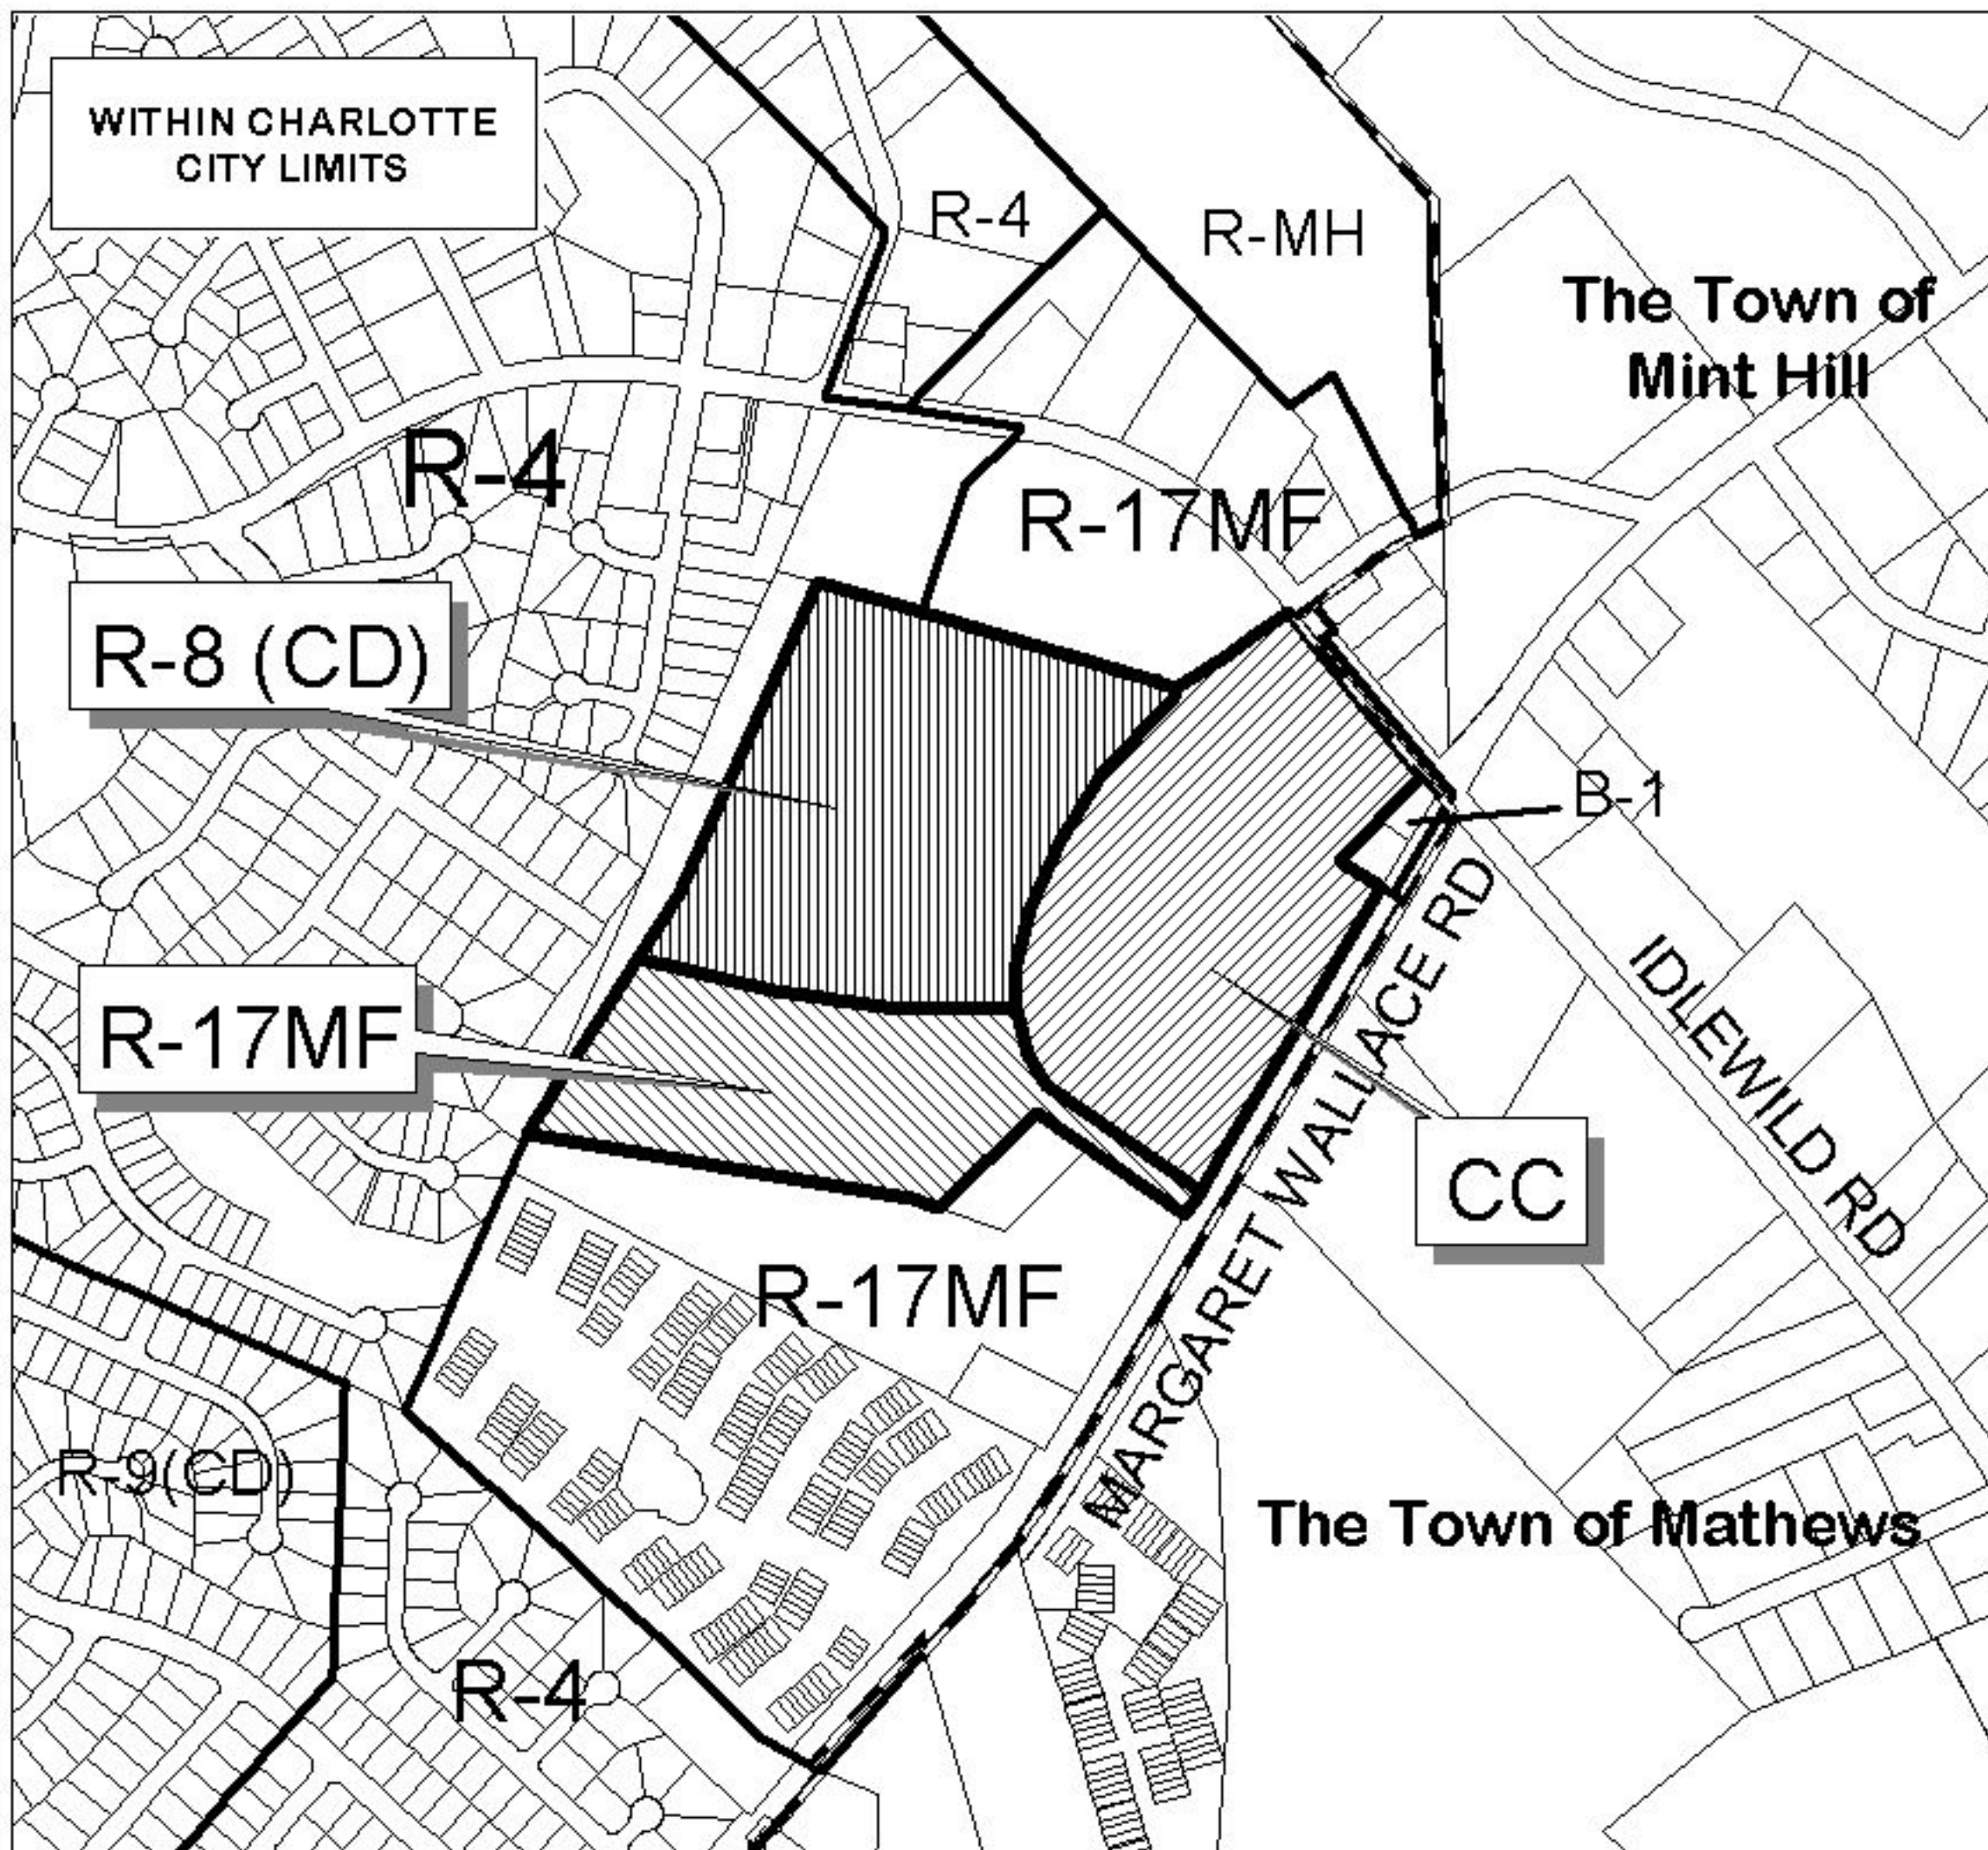 WITHIN CHARLOTTE
CITY LIMITS
R-4
R-MH
The Town of
Mint Hill
R-4
R-17MF
R-8 (CD)
B-1
MARGARET WALLACE RD
IDLEWILD RD
R-17MF
CC
R-17MF
R-9(CD)
The Town of Mathews
R-4